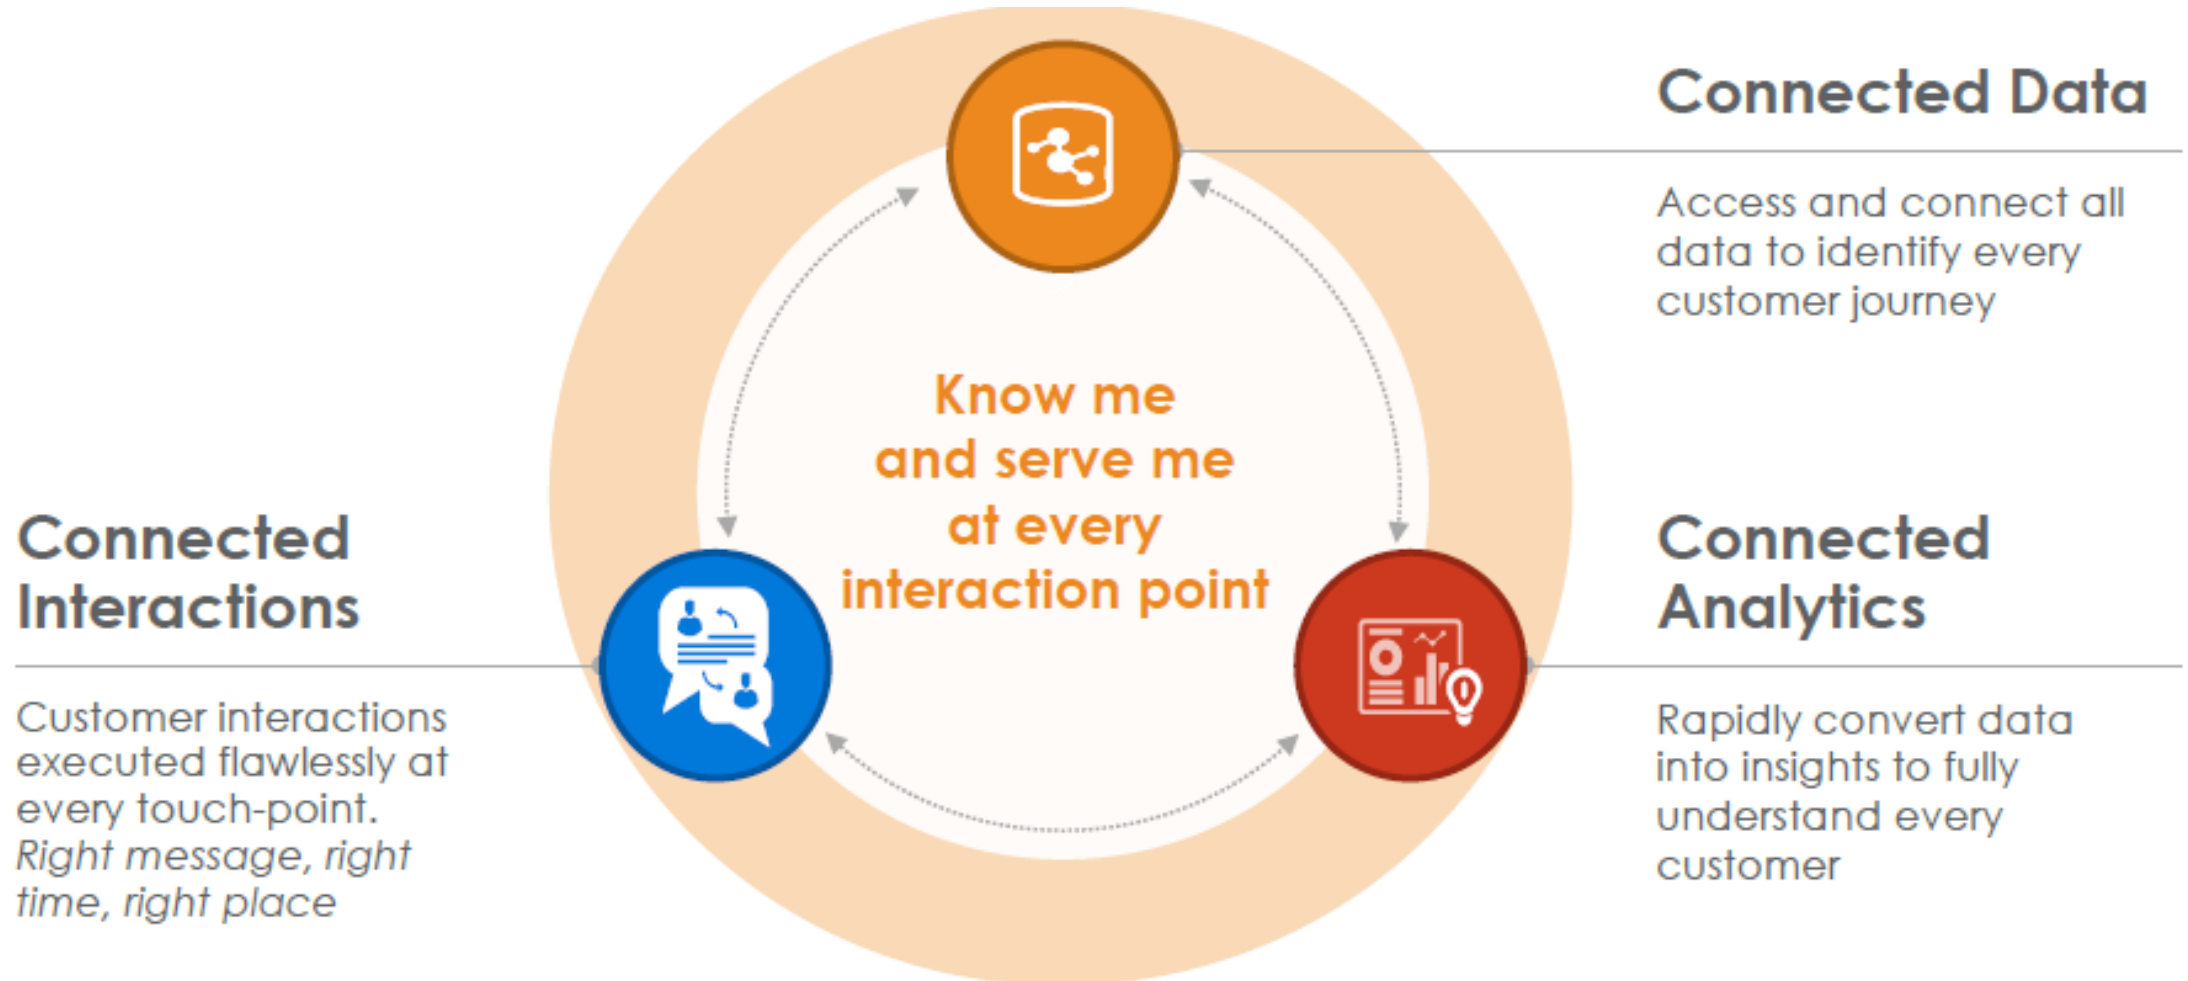 Connected Data
Access and connect all
data to identify every
customer journey
Know me
and serve me
at every
interaction point
Connected
Interactions
Customer interactions
executed flawlessly at
every touch-point.
Right message, right
time, right place
Connected
Analytics
Rapidly convert data
into insights to fully
understand every
customer